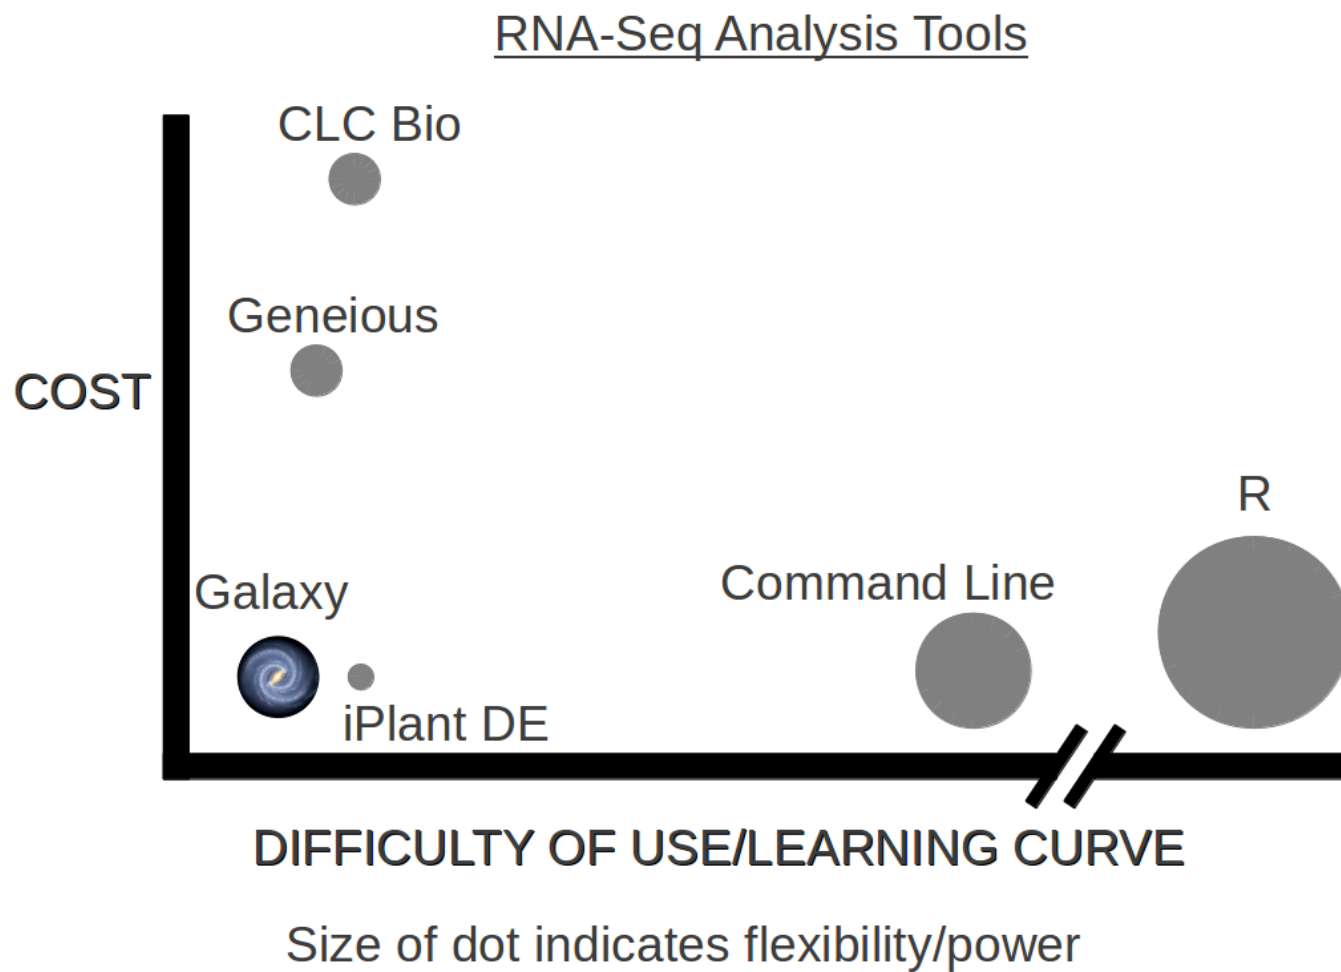 RNA-Seq Analysis Tools
CLC Bio
Geneious
COST
R
Command Line
Galaxy
iPlant DE
DIFFICULTY OF USE/LEARNING CURVE
Size of dot indicates flexibility/power